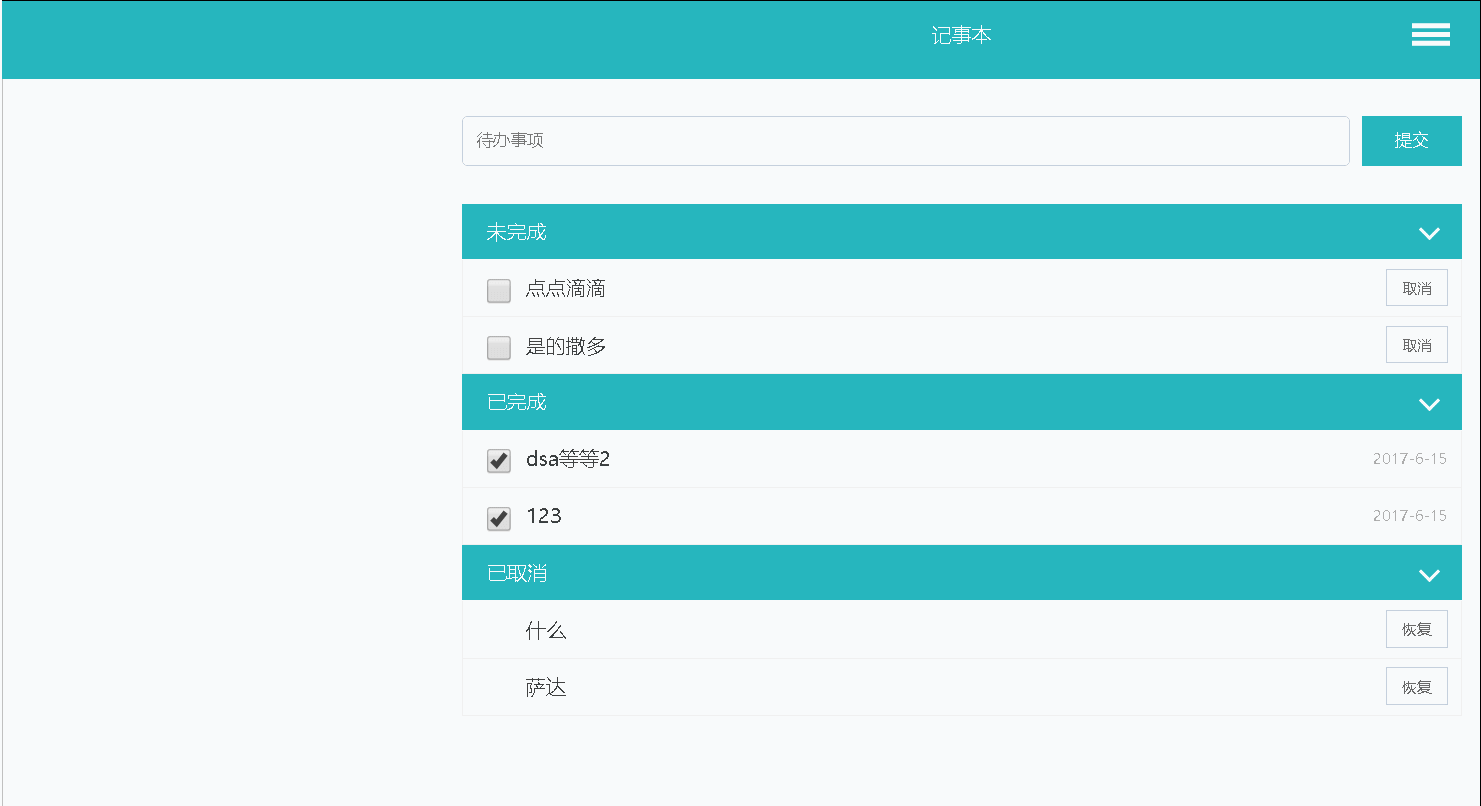 记事本
待办事项 提交
未完成
点点滴滴 取消
是的撒多 取消
已完成
dsa等等2 2017-6-15
123 2017-6-15
已取消
什么 恢复
萨达 恢复